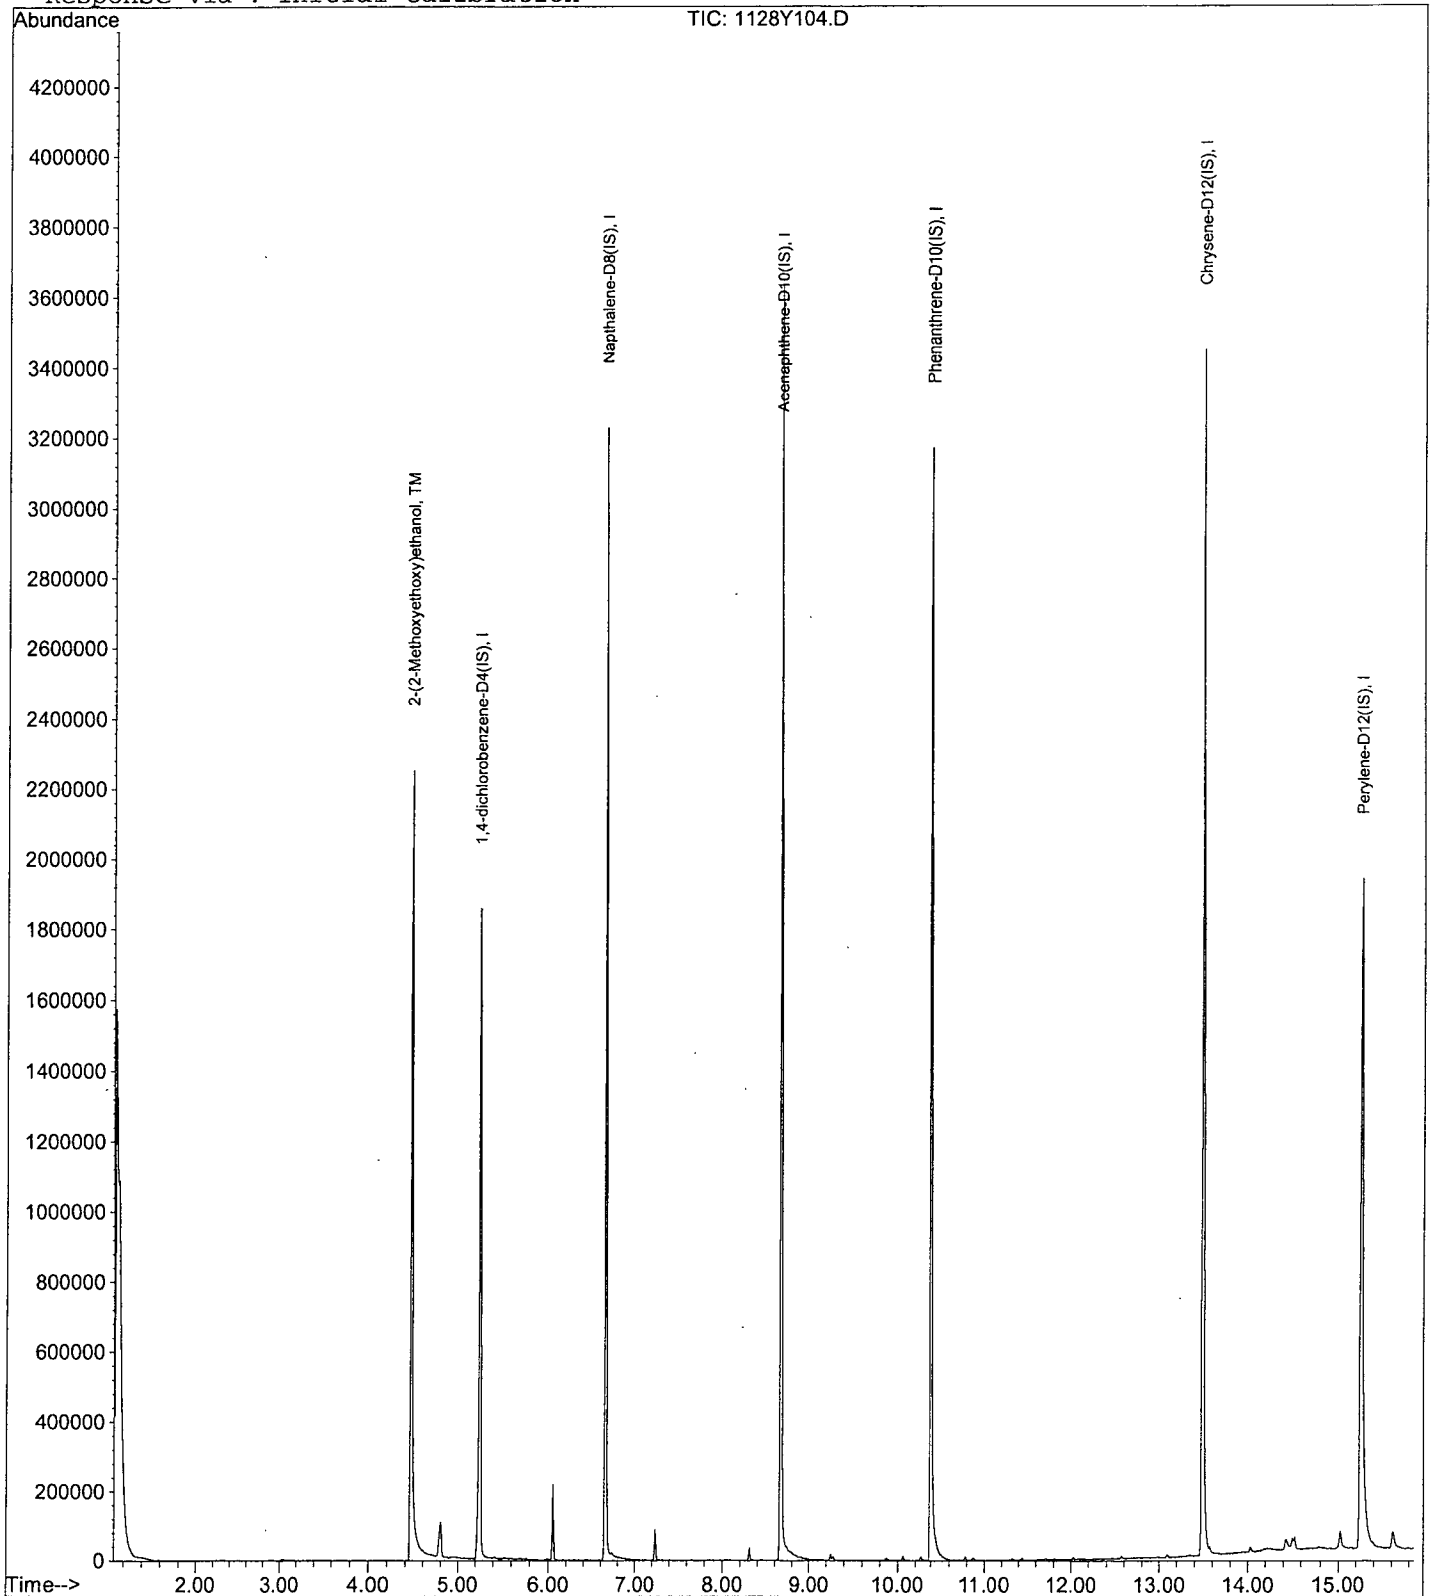 Response via : Initial Calibration
Abundance
TIC: 1128Y104.D
4200000
4000000
3800000
3600000
3400000
3200000
3000000
2800000
2600000
2400000
2200000
2000000
1800000
1600000
1400000
1200000
1000000
800000
600000
400000
200000
0
2-(2-Methoxyethoxy)ethanol, TM
1,4-dichlorobenzene-D4(IS), I
Napthalene-D8(IS), I
Acenaphthene-D10(IS), I
Phenanthrene-D10(IS), I
Chrysene-D12(IS), I
Perylene-D12(IS), I
Time-->
2.00 3.00 4.00 5.00 6.00 7.00 8.00 9.00 10.00 11.00 12.00 13.00 14.00 15.00